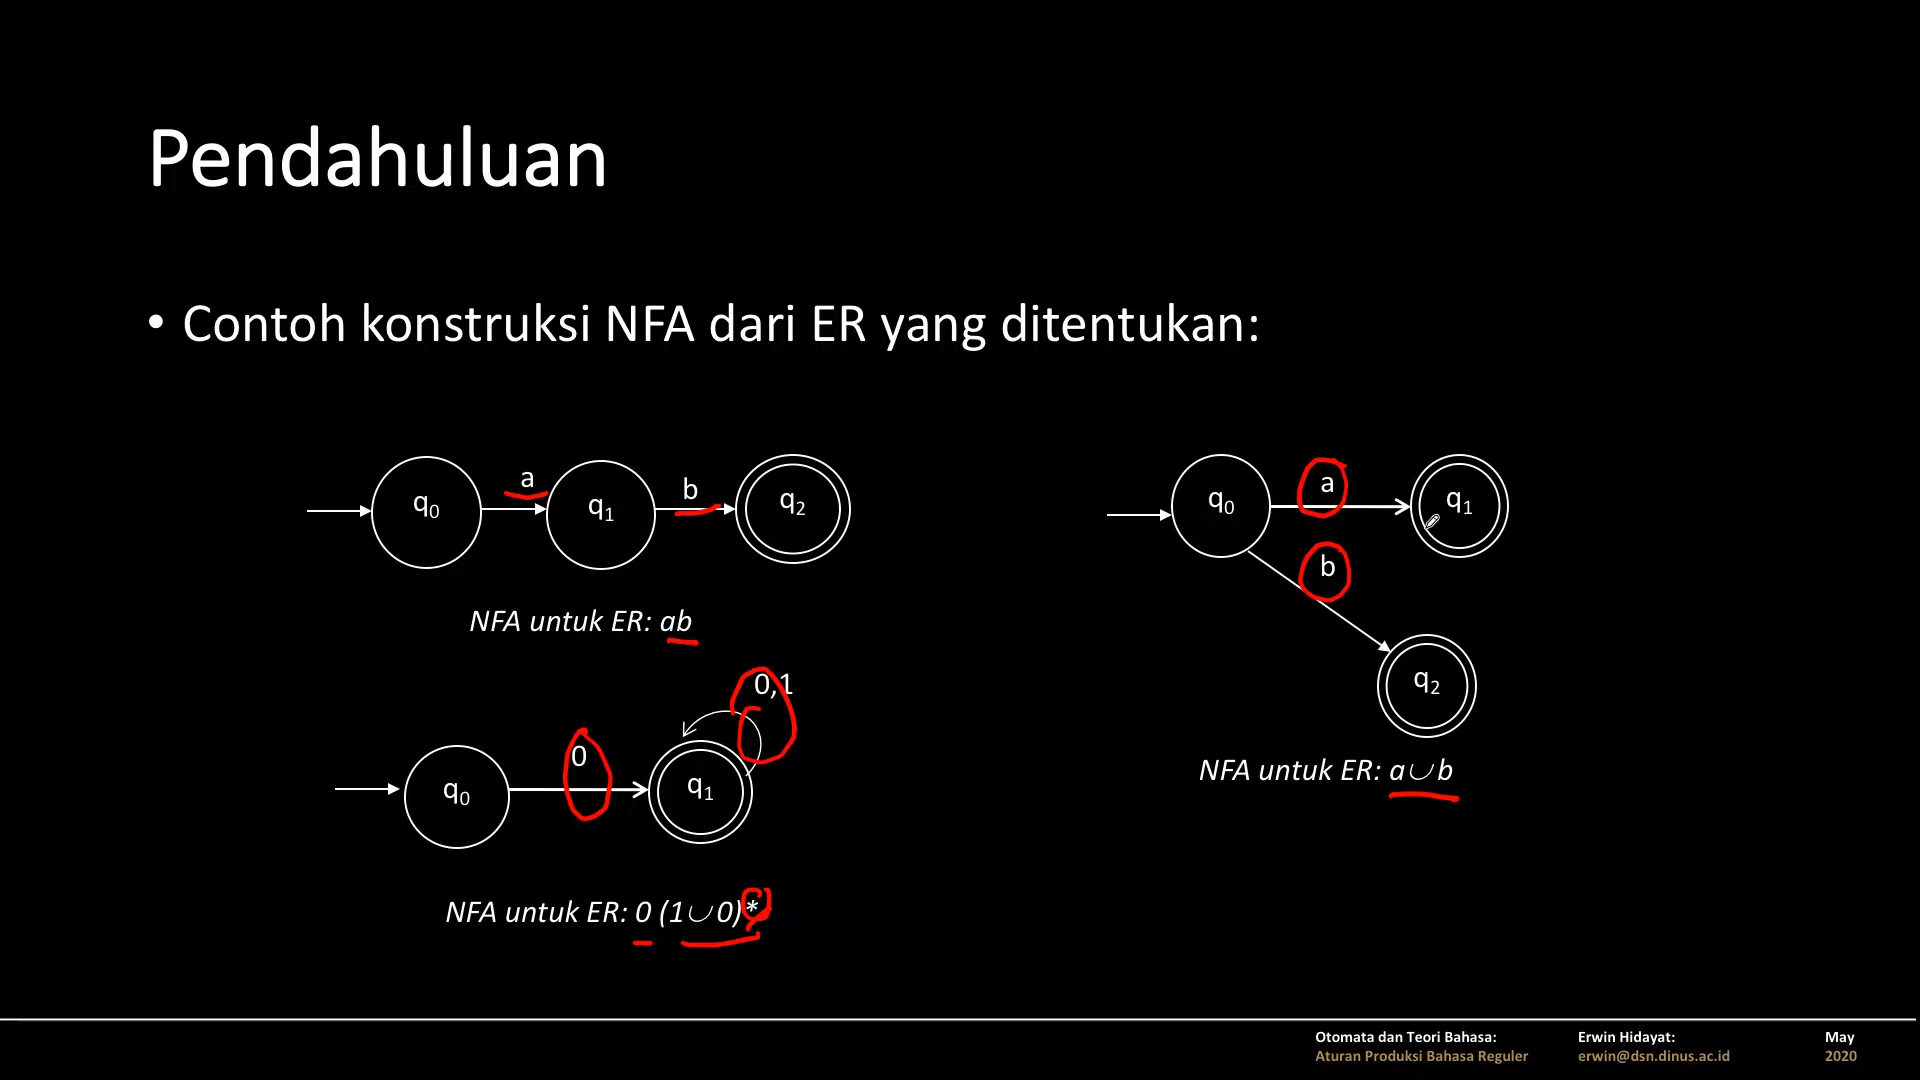 Pendahuluan
• Contoh konstruksi NFA dari ER yang ditentukan:
q₀ a q₁ b q₂
NFA untuk ER: ab
q₀ a q₁
b
q₂
NFA untuk ER: a∪b
0,1
q₀ 0 q₁
NFA untuk ER: 0 (1∪0)*
Otomata dan Teori Bahasa:
Aturan Produksi Bahasa Reguler
Erwin Hidayat:
erwin@dsn.dinus.ac.id
May
2020